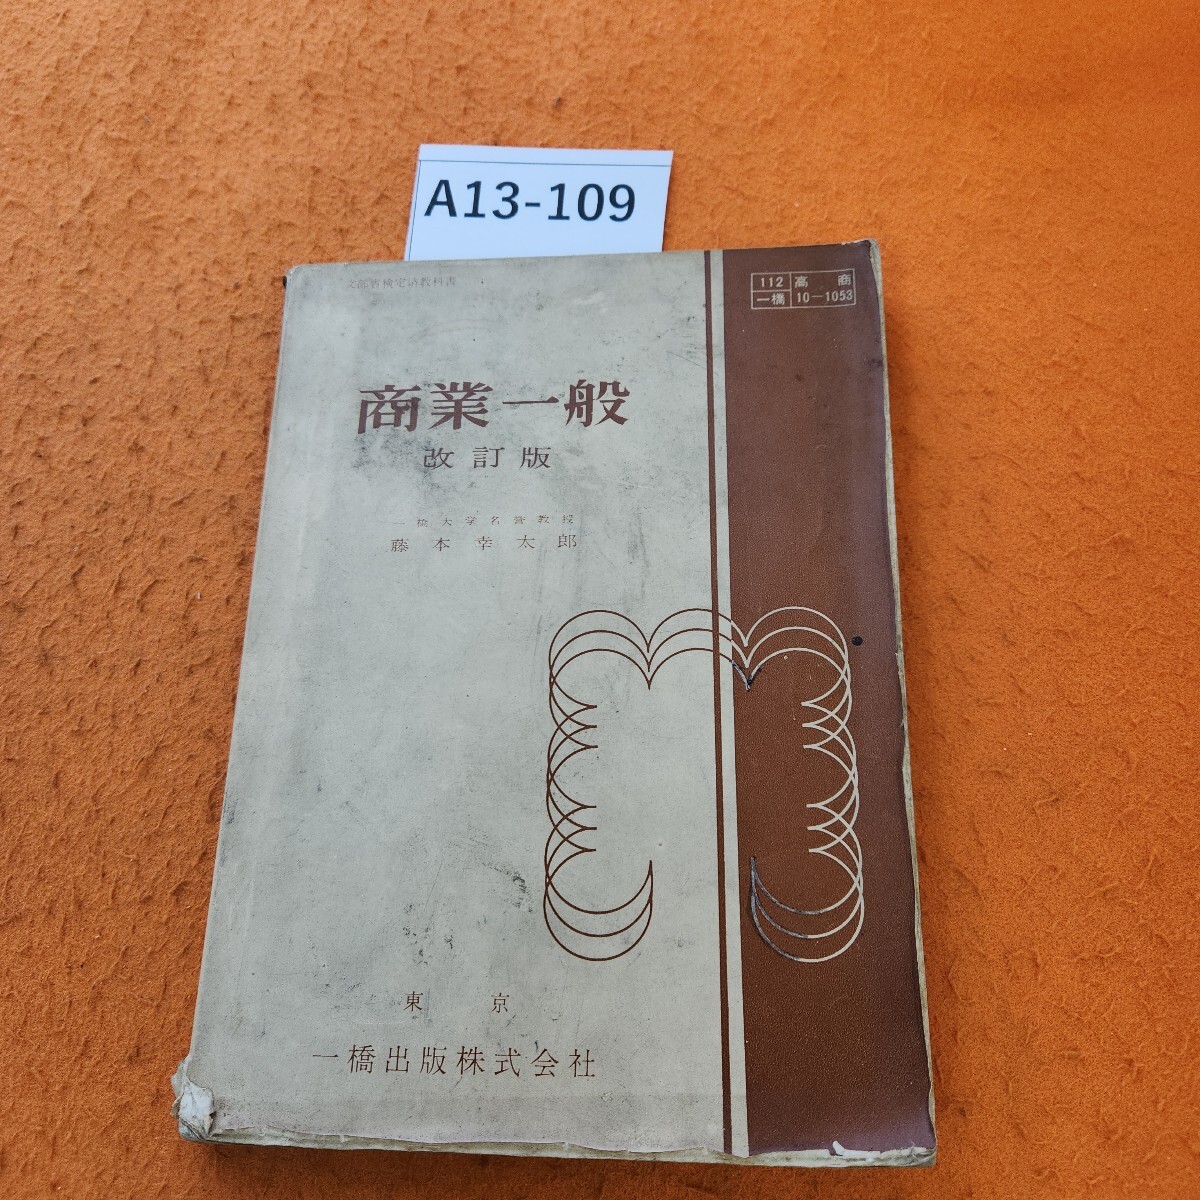 A13-109
文部省検定済教科書
112 高 商
一橋 10-1053
商業一般
改訂版
一橋大学名誉教授
藤本幸太郎
東 京
一橋出版株式会社